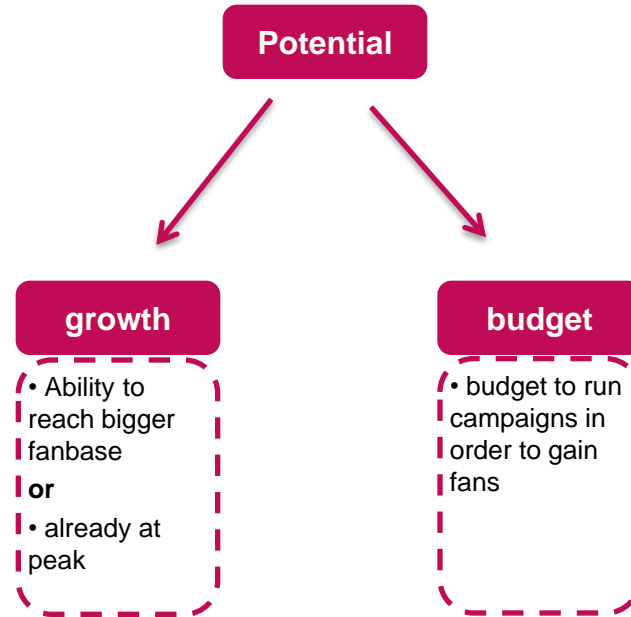 Potential
growth
• Ability to
reach bigger
fanbase
or
• already at
peak
budget
• budget to run
campaigns in
order to gain
fans